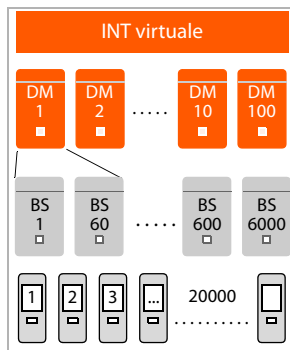 INT virtuale
DM 1 DM 2 ..... DM 10 DM 100
BS 1 BS 60 ..... BS 600 BS 6000
1 2 3 ... 20000 ..........